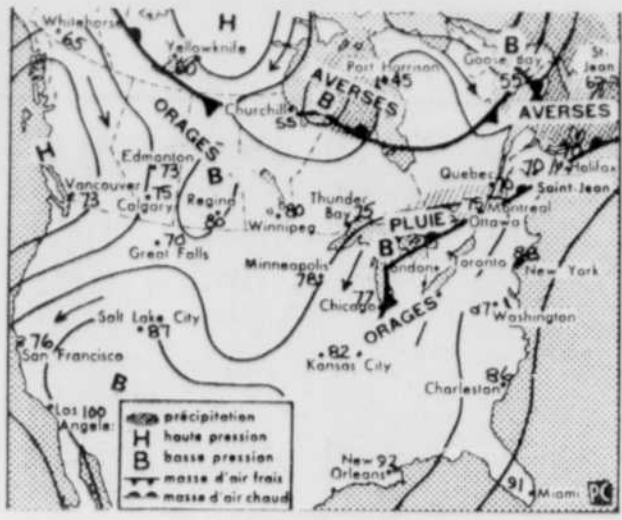 Whitehorse
65
H
Yellowknife
60
Port Harrison
45
B
Goose Bay
55
St-
Jean
AVERSES
B
Churchill
55
AVERSES
ORAGES
B
H
Edmonton
73
Vancouver
73
Calgary
75
Regina
80
Winnipeg
80
Thunder
Bay
75
Quebec
70
70
Halifax
Saint-Jean
Montreal
75
Ottawa
PLUIE
B
London
Toronto
88
New York
Great Falls
70
Minneapolis
78
Chicago
77
ORAGES
Washington
Salt Lake City
87
76
San Francisco
82
Kansas City
Charleston
86
B
Los
Angeles
100
New
Orleans
92
91
Miami
précipitation
H haute pression
B basse pression
masse d'air frais
masse d'air chaud
PC